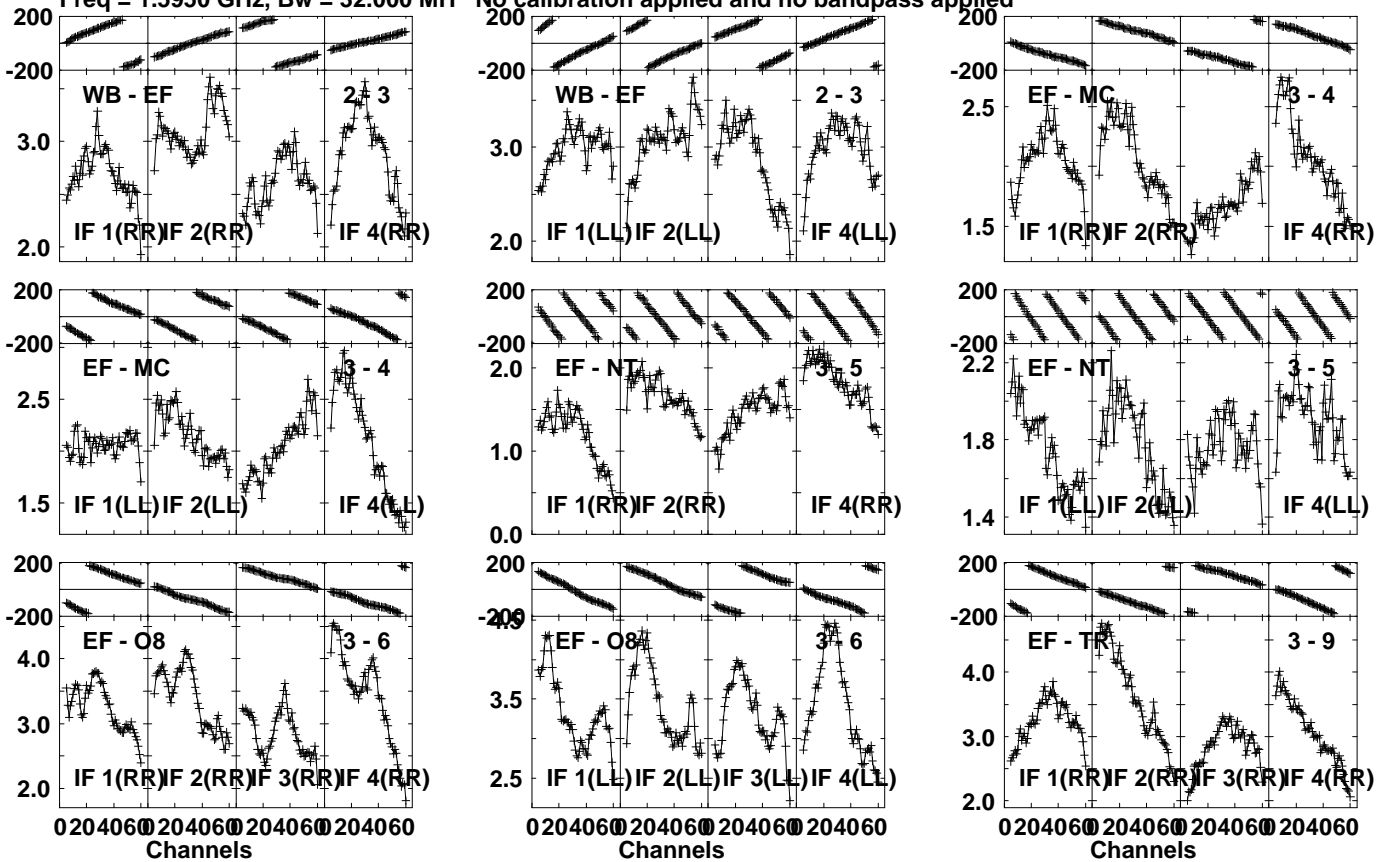 Freq = 1.5950 GHz, Bw = 32.000 MH No calibration applied and no bandpass applied
200
-200
WB - EF 2 - 3
3.0
2.0
IF 1(RR) IF 2(RR) IF 4(RR)
200
-200
WB - EF 2 - 3
3.0
2.0
IF 1(LL) IF 2(LL) IF 4(LL)
200
-200
EF - MC 3 - 4
2.5
1.5
IF 1(RR) IF 2(RR) IF 4(RR)
200
-200
EF - MC 3 - 4
2.5
1.5
IF 1(LL) IF 2(LL) IF 4(LL)
200
-200
EF - NT 3 - 5
2.0
1.0
0.0
IF 1(RR) IF 2(RR) IF 4(RR)
200
-200
EF - NT 3 - 5
2.2
1.8
1.4
IF 1(LL) IF 2(LL) IF 4(LL)
200
-200
EF - O8 3 - 6
4.0
3.0
2.0
IF 1(RR) IF 2(RR) IF 3(RR) IF 4(RR)
0 20 40 60 0 20 40 60 0 20 40 60 0 20 40 60
Channels
200
-200
4.5
EF - O8 3 - 6
3.5
2.5
IF 1(LL) IF 2(LL) IF 3(LL) IF 4(LL)
0 20 40 60 0 20 40 60 0 20 40 60 0 20 40 60
Channels
200
-200
EF - TR 3 - 9
4.0
3.0
2.0
IF 1(RR) IF 2(RR) IF 3(RR) IF 4(RR)
0 20 40 60 0 20 40 60 0 20 40 60 0 20 40 60
Channels